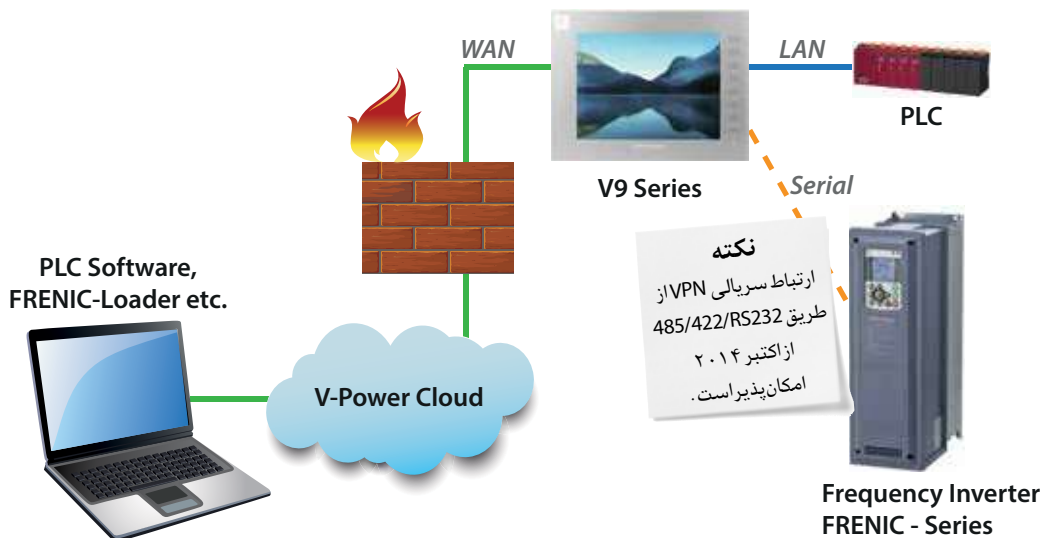 WAN
LAN
PLC
V9 Series
Serial
نکته
ارتباط سریالی VPN از
طریق 485/422/RS232
از اکتبر ۲۰۱۴
امکان‌پذیر است.
PLC Software,
FRENIC-Loader etc.
V-Power Cloud
Frequency Inverter
FRENIC - Series